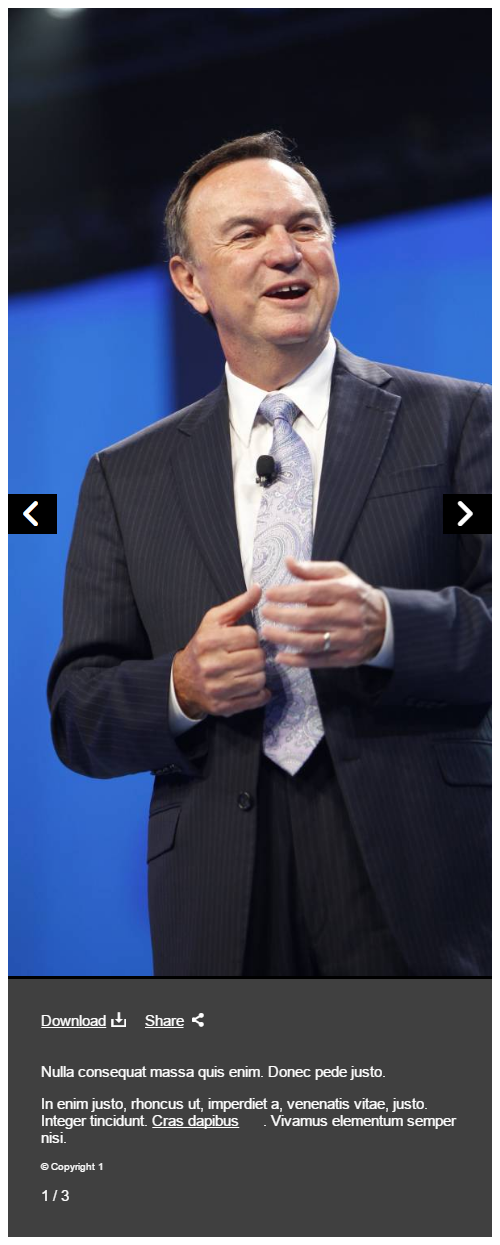 Download Share
Nulla consequat massa quis enim. Donec pede justo.
In enim justo, rhoncus ut, imperdiet a, venenatis vitae, justo.
Integer tincidunt. Cras dapibus . Vivamus elementum semper
nisi.
© Copyright 1
1 / 3